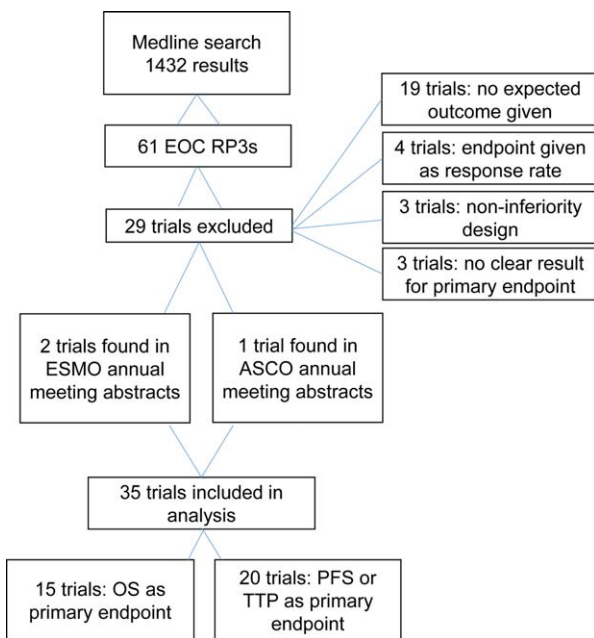 Medline search
1432 results
61 EOC RP3s
29 trials excluded
19 trials: no expected
outcome given
4 trials: endpoint given
as response rate
3 trials: non-inferiority
design
3 trials: no clear result
for primary endpoint
2 trials found in
ESMO annual
meeting abstracts
1 trial found in
ASCO annual
meeting abstracts
35 trials included in
analysis
15 trials: OS as
primary endpoint
20 trials: PFS or
TTP as primary
endpoint